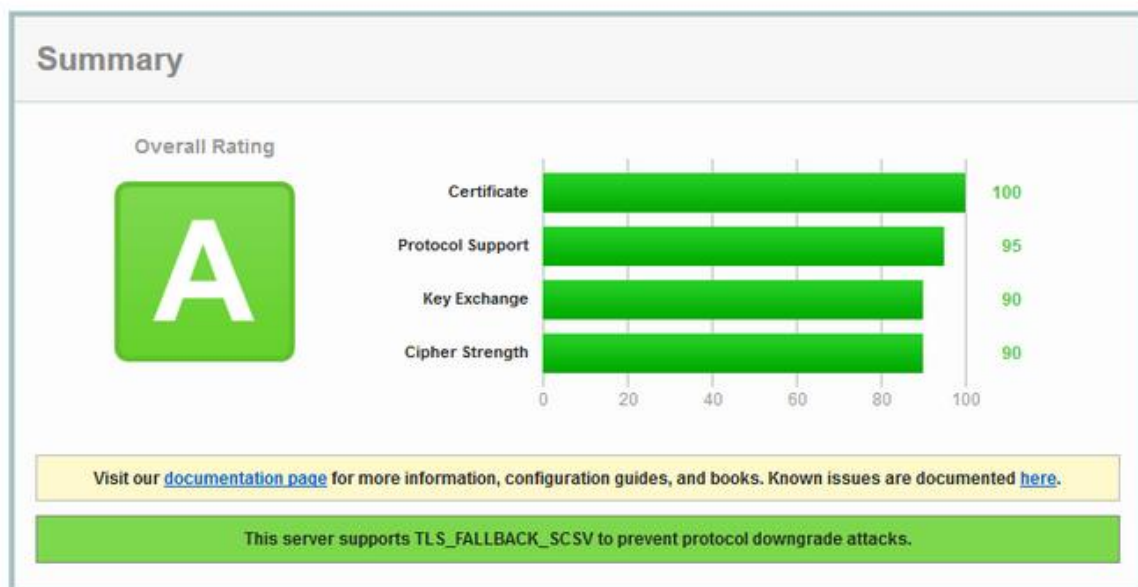 Summary
Overall Rating
A
Certificate 100
Protocol Support 95
Key Exchange 90
Cipher Strength 90
0 20 40 60 80 100
Visit our documentation page for more information, configuration guides, and books. Known issues are documented here.
This server supports TLS_FALLBACK_SCSV to prevent protocol downgrade attacks.